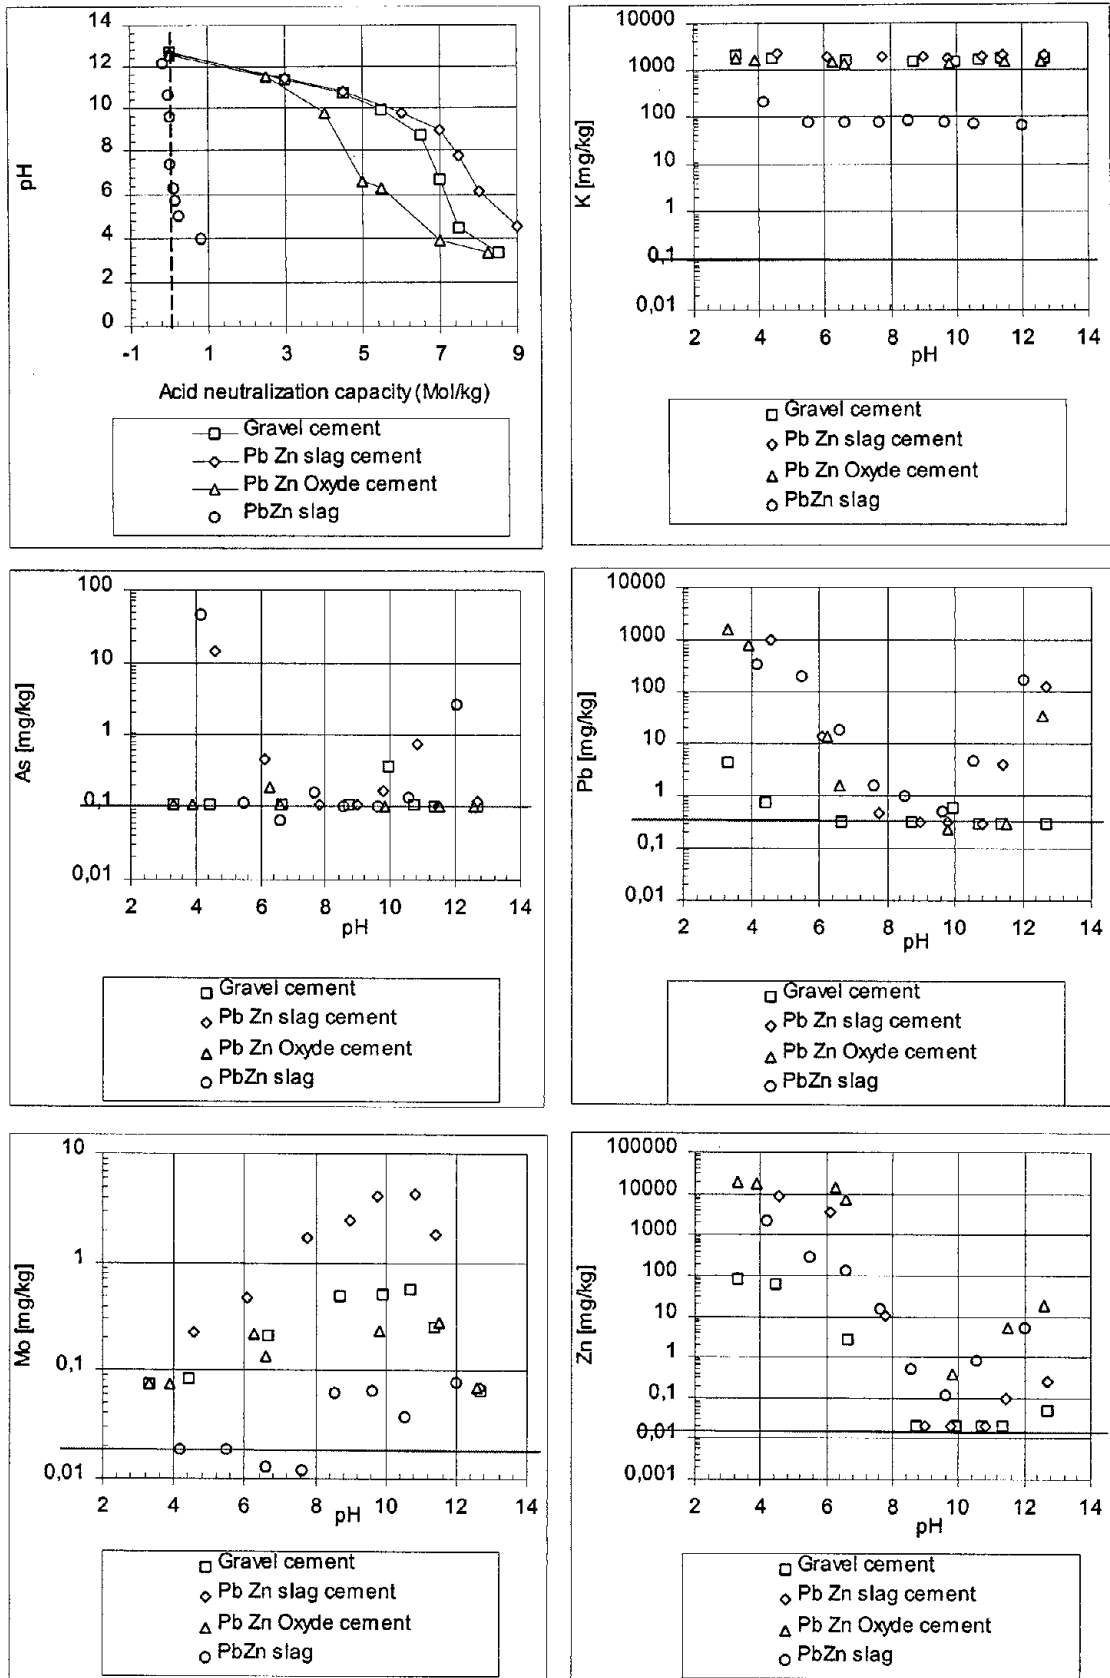 14
12
10
8
6
4
2
0
pH
-1 1 3 5 7 9
Acid neutralization capacity (Mol/kg)
Gravel cement
Pb Zn slag cement
Pb Zn Oxyde cement
PbZn slag
10000
1000
100
10
1
0,1
0,01
K [mg/kg]
2 4 6 8 10 12 14
pH
Gravel cement
Pb Zn slag cement
Pb Zn Oxyde cement
PbZn slag
100
10
1
0,1
0,01
As [mg/kg]
2 4 6 8 10 12 14
pH
Gravel cement
Pb Zn slag cement
Pb Zn Oxyde cement
PbZn slag
10000
1000
100
10
1
0,1
0,01
Pb [mg/kg]
2 4 6 8 10 12 14
pH
Gravel cement
Pb Zn slag cement
Pb Zn Oxyde cement
PbZn slag
10
1
0,1
0,01
Mo [mg/kg]
2 4 6 8 10 12 14
pH
Gravel cement
Pb Zn slag cement
Pb Zn Oxyde cement
PbZn slag
100000
10000
1000
100
10
1
0,1
0,01
0,001
Zn [mg/kg]
2 4 6 8 10 12 14
pH
Gravel cement
Pb Zn slag cement
Pb Zn Oxyde cement
PbZn slag